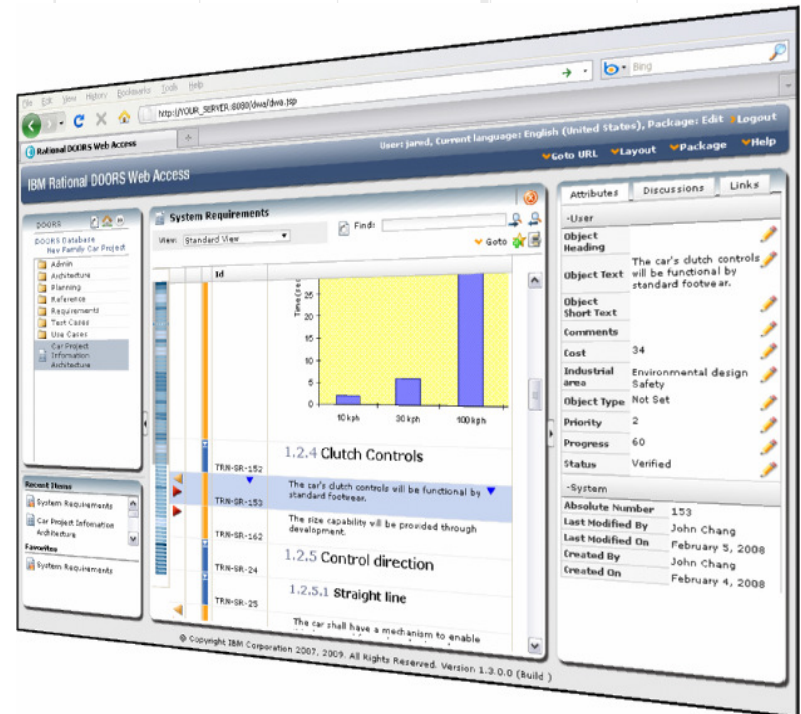 File Edit View History Bookmarks Tools Help
http://YOUR_SERVER:8080/dwa/dwa.jsp
Bing
Rational DOORS Web Access
User: jared, Current language: English (United States), Package: Edit Logout
IBM Rational DOORS Web Access
Goto URL Layout Package Help
DOORS
DOORS Database
New Family Car Project
Admin
Architecture
Planning
Reference
Requirements
Test Cases
Use Cases
Car Project
Information
Architecture
Recent Items
System Requirements
Car Project Infomation
Architecture
Favorites
System Requirements
System Requirements
View: Standard View
Find:
Goto
Id
Time(sec
25
20
15
10
5
0
10 kph 30 kph 100 kph
1.2.4 Clutch Controls
TRN-SR-152
The car's clutch controls will be functional by
standard footwear.
TRN-SR-153
The size capability will be provided through
development.
TRN-SR-162
1.2.5 Control direction
TRN-SR-24
1.2.5.1 Straight line
TRN-SR-25
The car shall have a mechanism to enable
Attributes Discussions Links
-User
Object
Heading
Object Text The car's clutch controls
will be functional by
standard footwear.
Object
Short Text
Comments
Cost 34
Industrial
area Environmental design
Safety
Object Type Not Set
Priority 2
Progress 60
Status Verified
-System
Absolute Number 153
Last Modified By John Chang
Last Modified On February 5, 2008
Created By John Chang
Created On February 4, 2008
© Copyright IBM Corporation 2007, 2009. All Rights Reserved. Version 1.3.0.0 (Build )